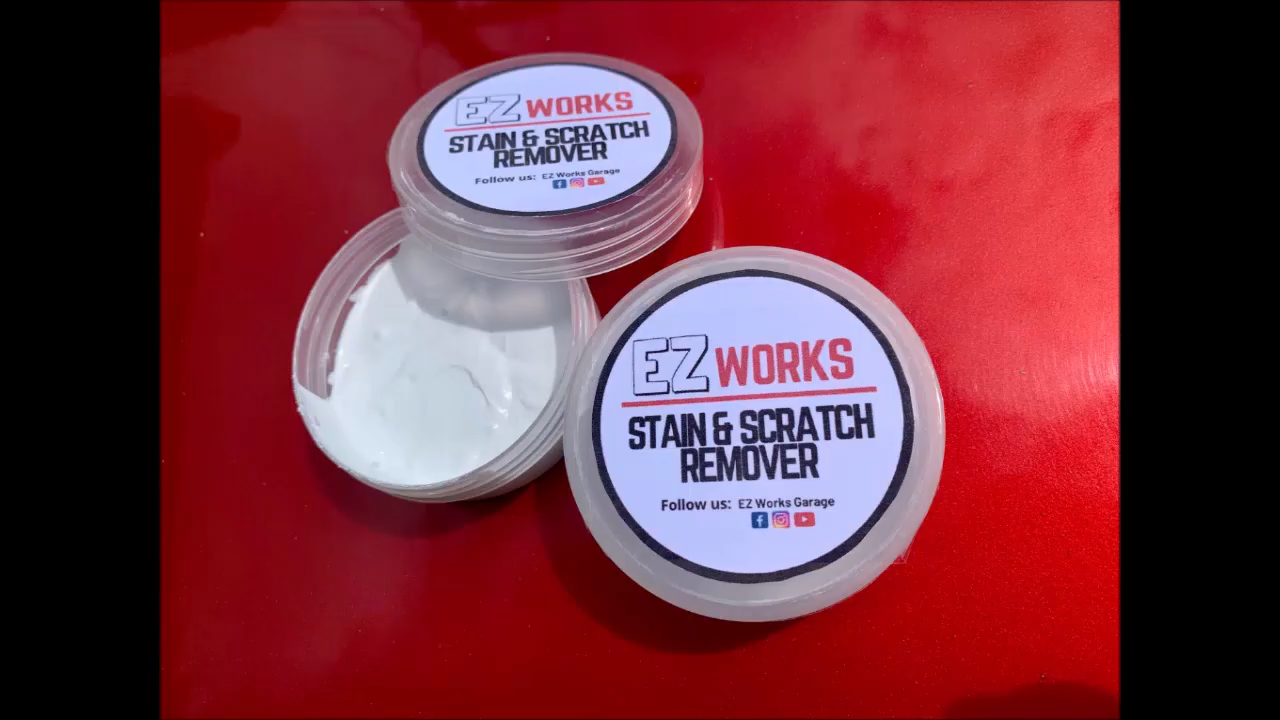 EZ WORKS
STAIN & SCRATCH
REMOVER
Follow us: EZ Works Garage
EZ WORKS
STAIN & SCRATCH
REMOVER
Follow us: EZ Works Garage